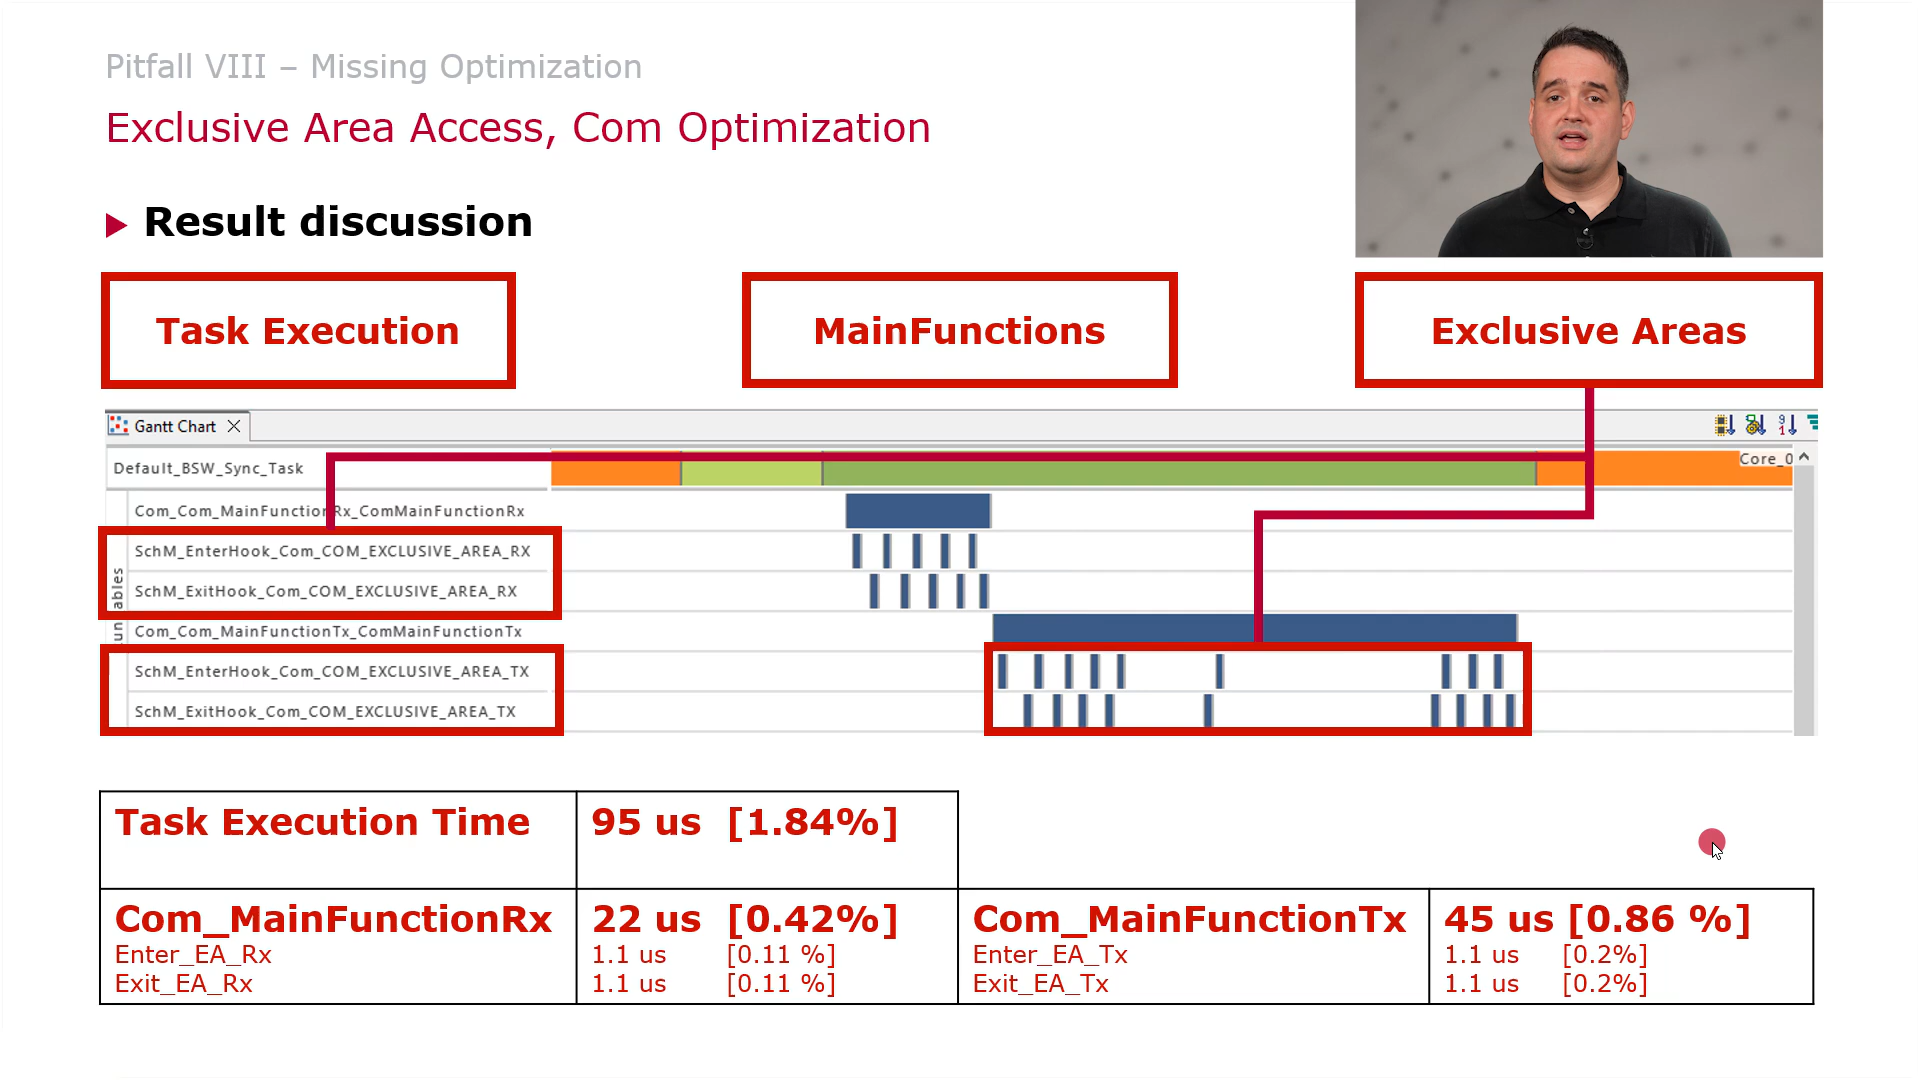 Pitfall VIII – Missing Optimization
Exclusive Area Access, Com Optimization
Result discussion
Task Execution
MainFunctions
Exclusive Areas
Gantt Chart
Default_BSW_Sync_Task
Core_0
Com_Com_MainFunctionRx_ComMainFunctionRx
SchM_EnterHook_Com_COM_EXCLUSIVE_AREA_RX
SchM_ExitHook_Com_COM_EXCLUSIVE_AREA_RX
Com_Com_MainFunctionTx_ComMainFunctionTx
SchM_EnterHook_Com_COM_EXCLUSIVE_AREA_TX
SchM_ExitHook_Com_COM_EXCLUSIVE_AREA_TX
Task Execution Time 95 us [1.84%]
Com_MainFunctionRx 22 us [0.42%] Com_MainFunctionTx 45 us [0.86 %]
Enter_EA_Rx 1.1 us [0.11 %] Enter_EA_Tx 1.1 us [0.2%]
Exit_EA_Rx 1.1 us [0.11 %] Exit_EA_Tx 1.1 us [0.2%]